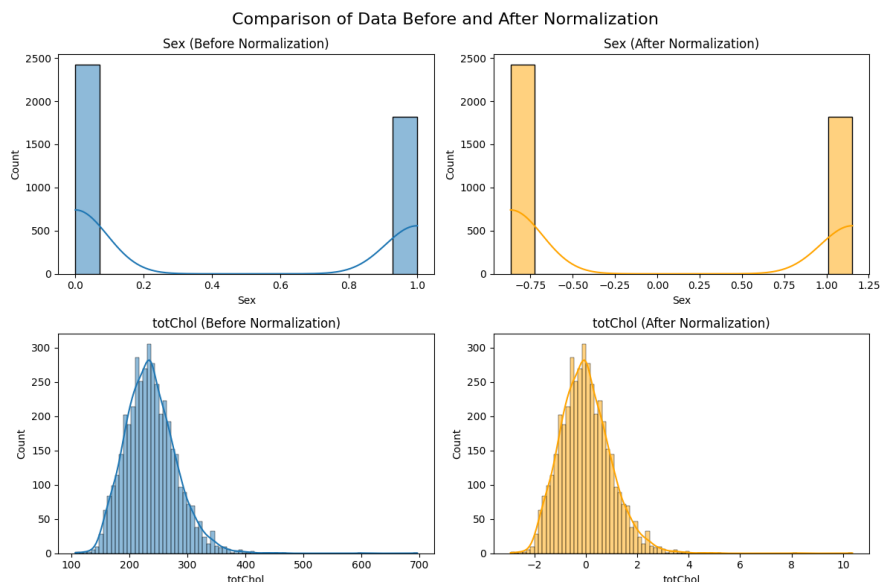 Comparison of Data Before and After Normalization
Sex (Before Normalization)
2500
2000
1500
1000
500
0
Count
0.0 0.2 0.4 0.6 0.8 1.0
Sex
Sex (After Normalization)
2500
2000
1500
1000
500
0
Count
−0.75 −0.50 −0.25 0.00 0.25 0.50 0.75 1.00 1.25
Sex
totChol (Before Normalization)
300
250
200
150
100
50
0
Count
100 200 300 400 500 600 700
totChol
totChol (After Normalization)
300
250
200
150
100
50
0
Count
−2 0 2 4 6 8 10
totChol